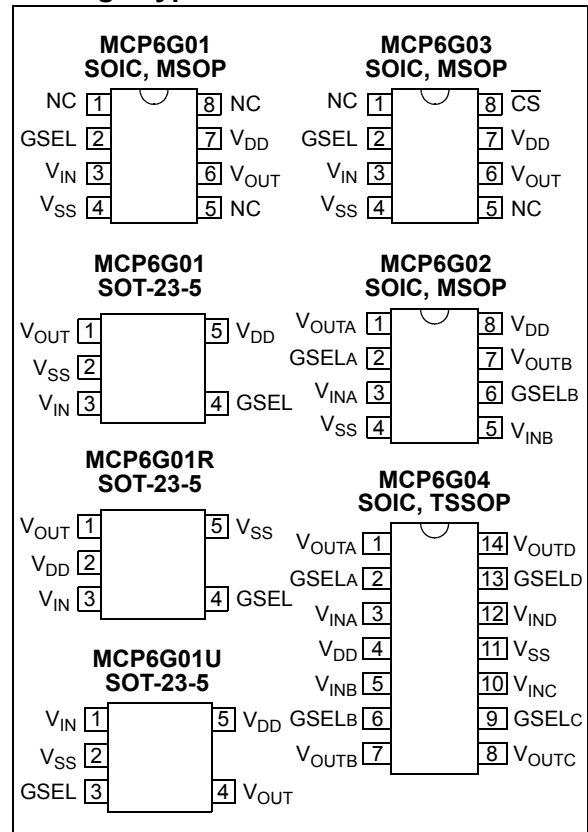 MCP6G01
SOIC, MSOP
NC 1 8 NC
GSEL 2 7 VDD
VIN 3 6 VOUT
VSS 4 5 NC
MCP6G03
SOIC, MSOP
NC 1 8 CS
GSEL 2 7 VDD
VIN 3 6 VOUT
VSS 4 5 NC
MCP6G01
SOT-23-5
VOUT 1 5 VDD
VSS 2
VIN 3 4 GSEL
MCP6G02
SOIC, MSOP
VOUTA 1 8 VDD
GSELA 2 7 VOUTB
VINA 3 6 GSELB
VSS 4 5 VINB
MCP6G01R
SOT-23-5
VOUT 1 5 VSS
VDD 2
VIN 3 4 GSEL
MCP6G04
SOIC, TSSOP
VOUTA 1 14 VOUTD
GSELA 2 13 GSELD
VINA 3 12 VIND
VDD 4 11 VSS
VINB 5 10 VINC
GSELB 6 9 GSELC
VOUTB 7 8 VOUTC
MCP6G01U
SOT-23-5
VIN 1 5 VDD
VSS 2
GSEL 3 4 VOUT